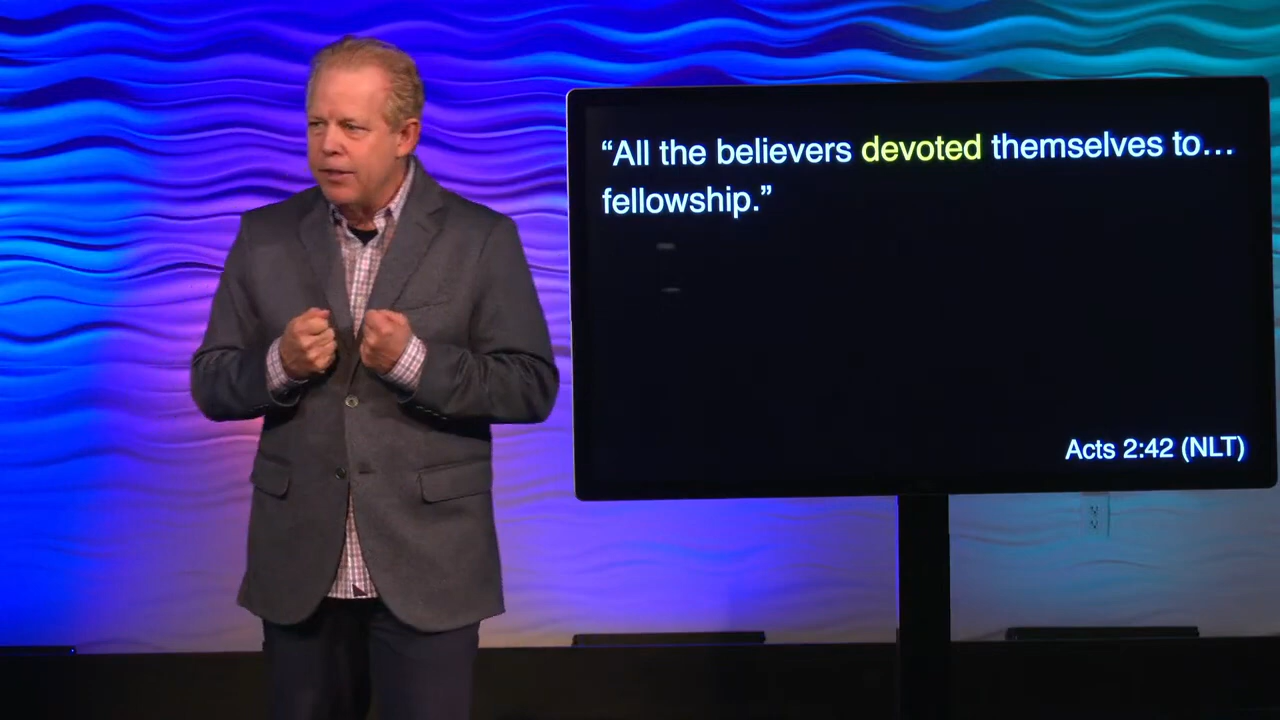 “All the believers devoted themselves to…
fellowship.”
Acts 2:42 (NLT)